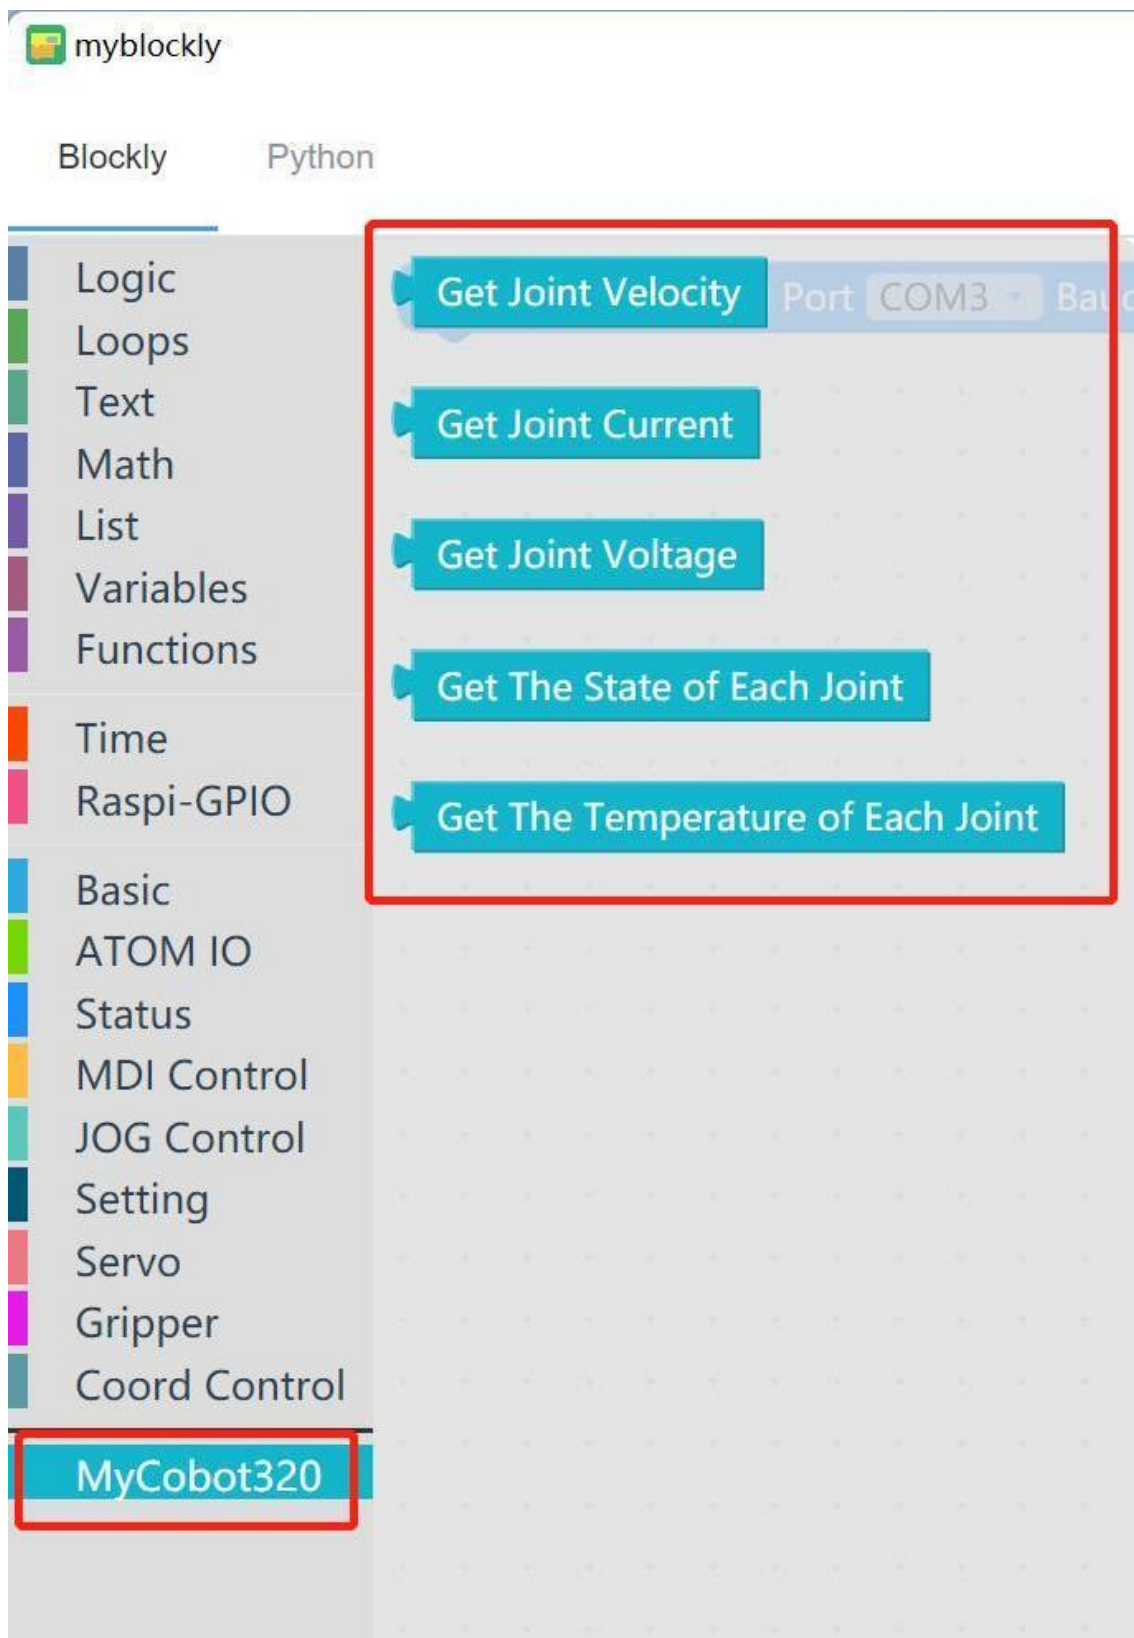 myblockly
Blockly Python
Logic
Loops
Text
Math
List
Variables
Functions
Time
Raspi-GPIO
Basic
ATOM IO
Status
MDI Control
JOG Control
Setting
Servo
Gripper
Coord Control
MyCobot320
Get Joint Velocity Port COM3
Get Joint Current
Get Joint Voltage
Get The State of Each Joint
Get The Temperature of Each Joint